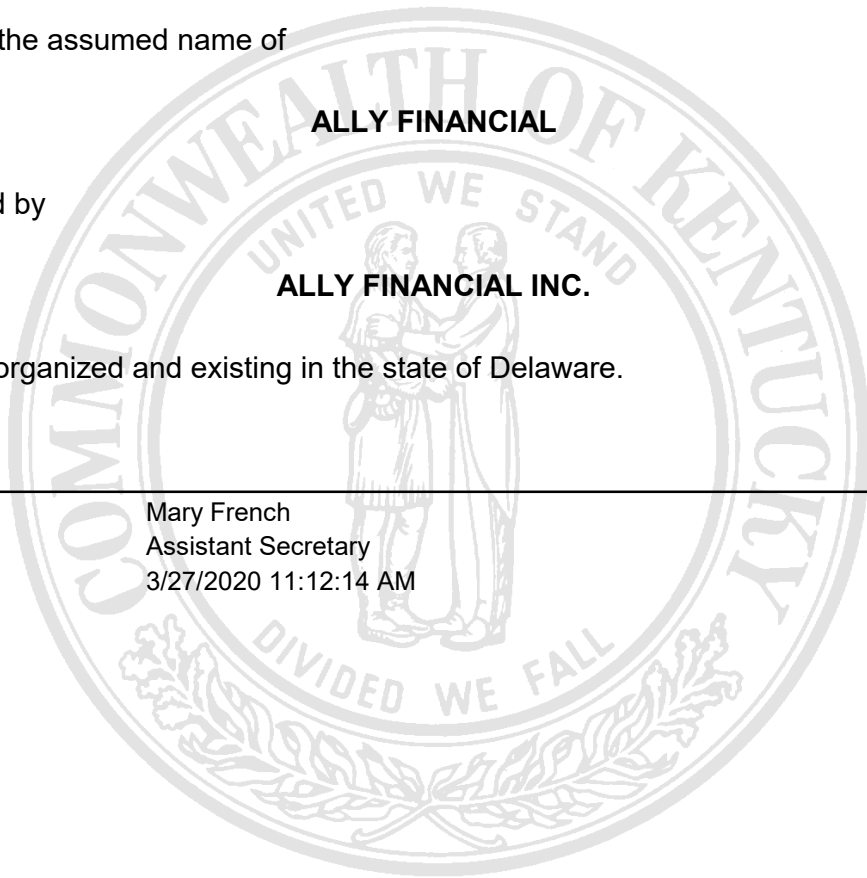 the assumed name of
ALLY FINANCIAL
d by
ALLY FINANCIAL INC.
organized and existing in the state of Delaware.
Mary French
Assistant Secretary
3/27/2020 11:12:14 AM
COMMONWEALTH OF KENTUCKY
UNITED WE STAND
DIVIDED WE FALL